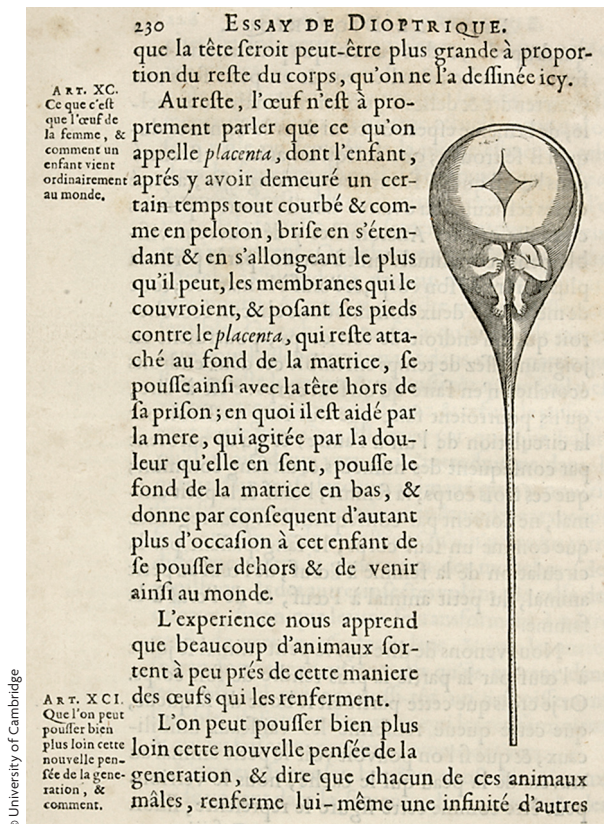 230 ESSAY DE DIOPTRIQUE.
que la tête ſeroit peut-être plus grande à propor-
tion du reſte du corps, qu'on ne l'a deſſinée icy.
ART. XC.
Ce que c'eſt
que l'œuf de
la femme, &
comment un
enfant vient
ordinairement
au monde.
Au reſte, l'œuf n'eſt à pro-
prement parler que ce qu'on
appelle placenta, dont l'enfant,
aprés y avoir demeuré un cer-
tain temps tout courbé & com-
me en peloton, briſe en s'éten-
dant & en s'allongeant le plus
qu'il peut, les membranes qui le
couvroient, & poſant ſes pieds
contre le placenta, qui reſte atta-
ché au fond de la matrice, ſe
pouſſe ainſi avec la tête hors de
ſa priſon; en quoi il eſt aidé par
la mere, qui agitée par la dou-
leur qu'elle en ſent, pouſſe le
fond de la matrice en bas, &
donne par conſequent d'autant
plus d'occaſion à cet enfant de
ſe pouſſer dehors & de venir
ainſi au monde.
L'experience nous apprend
que beaucoup d'animaux ſor-
tent à peu prés de cette maniere
des œufs qui les renferment.
ART. XCI.
Que l'on peut
pouſſer bien
plus loin cette
nouvelle pen-
ſée de la gene-
ration, &
comment.
L'on peut pouſſer bien plus
loin cette nouvelle penſée de la
generation, & dire que chacun de ces animaux
mâles, renferme lui-même une infinité d'autres
© University of Cambridge